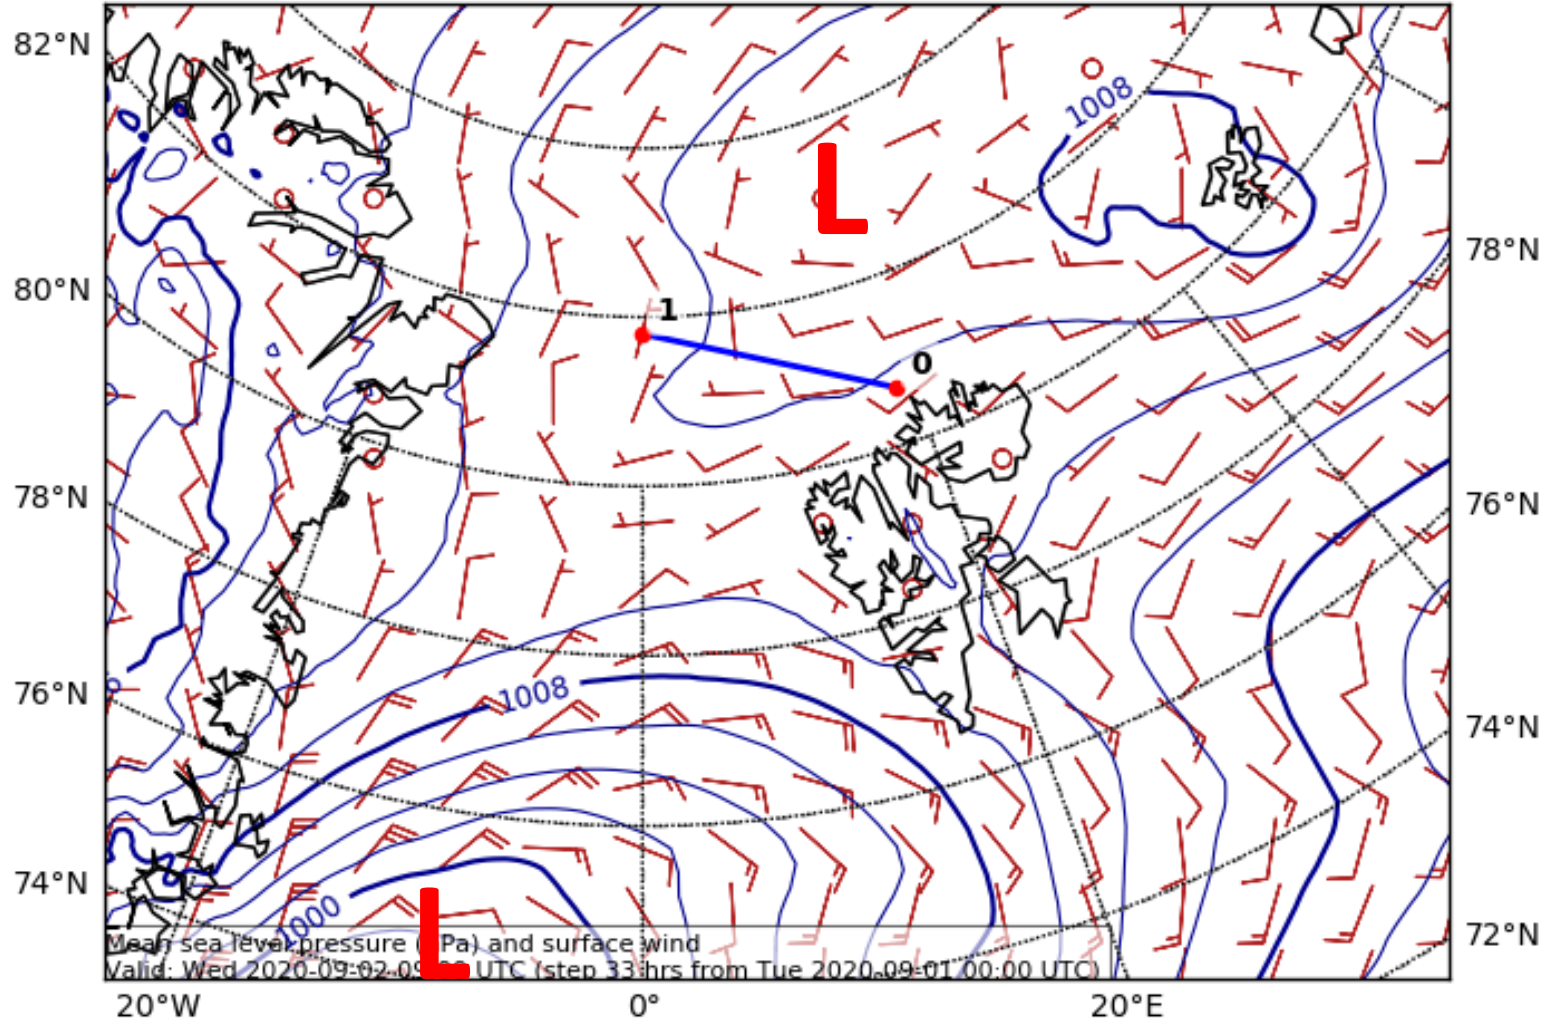 82°N
1008
L
80°N
78°N
1
0
78°N
76°N
76°N
1008
74°N
74°N
1000
L
72°N
Mean sea level pressure ( Pa) and surface wind
Valid: Wed 2020-09-02 09 UTC (step 33 hrs from Tue 2020-09-01 00:00 UTC)
20°W
0°
20°E